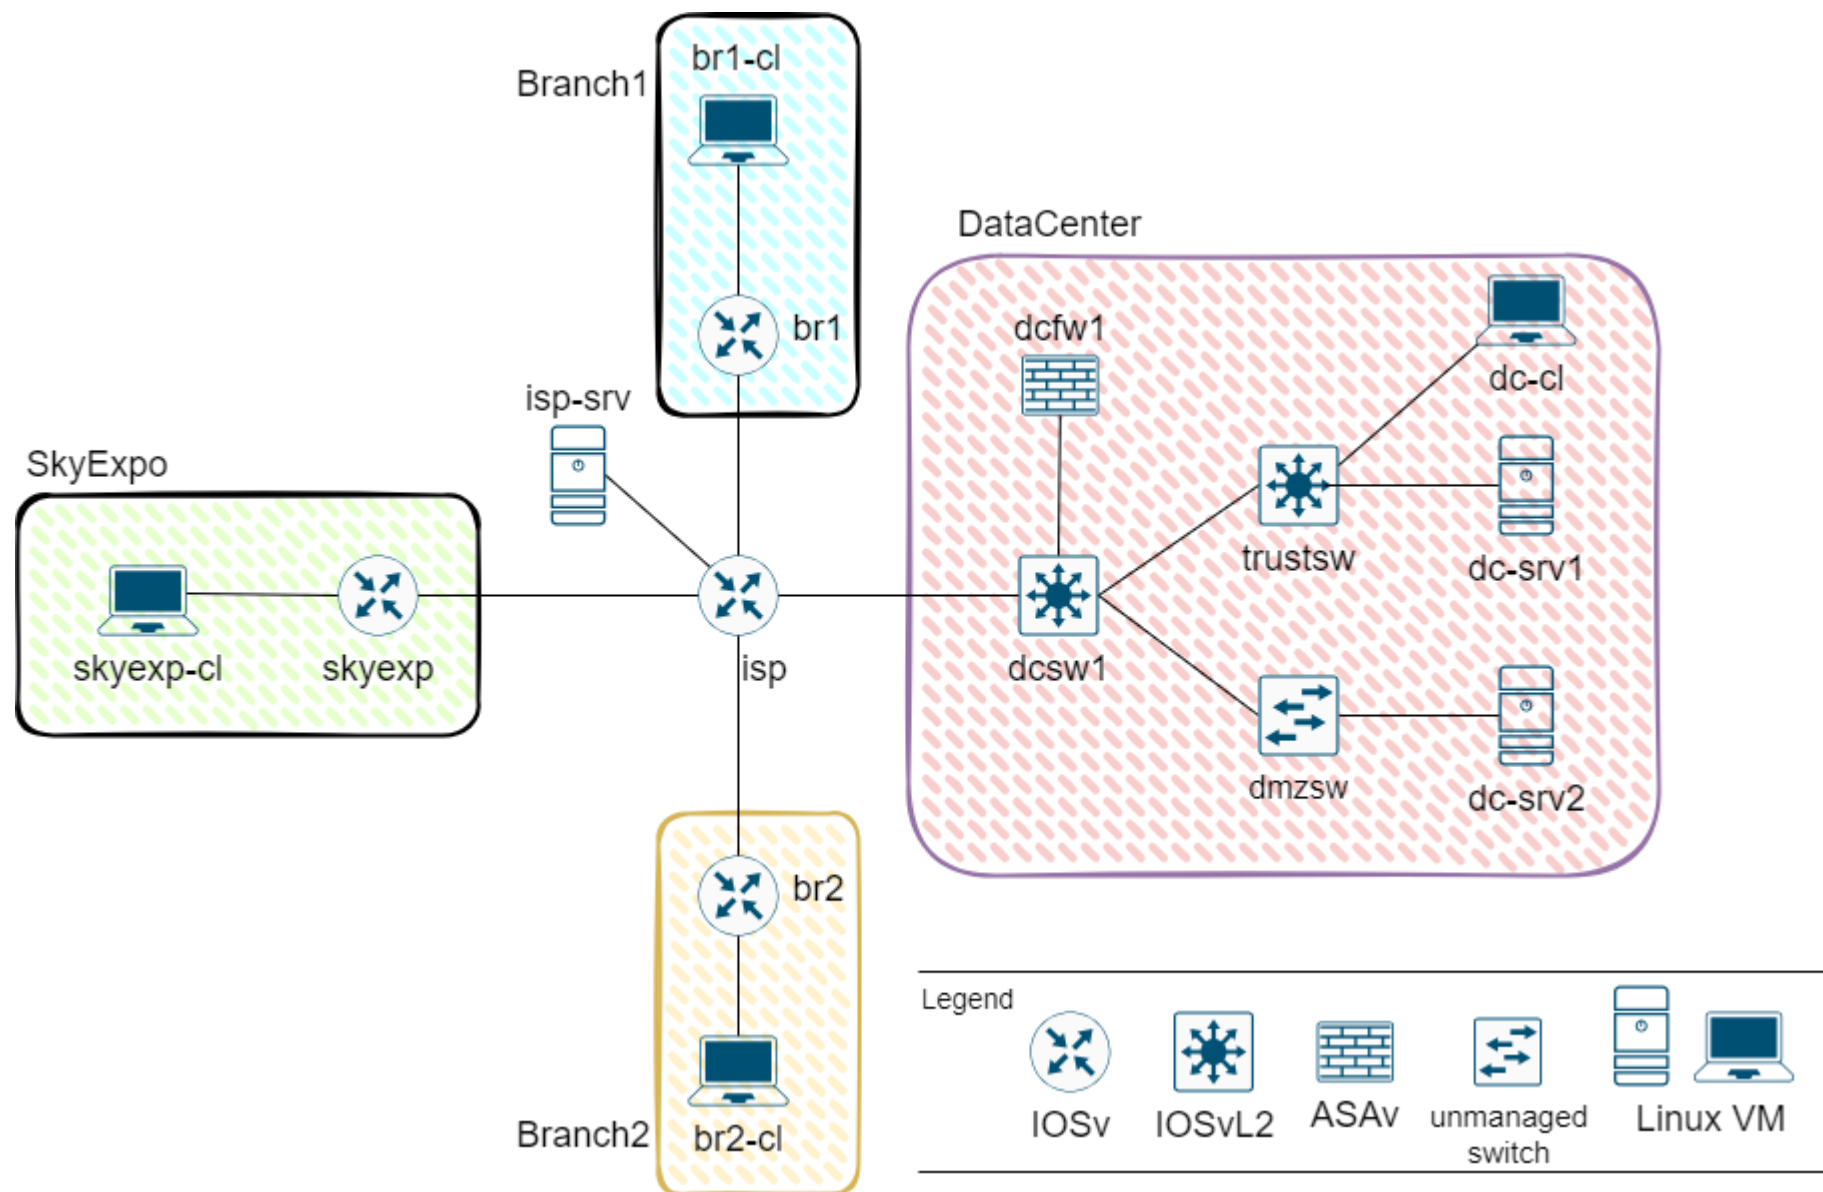 br1-cl
Branch1
DataCenter
br1
dcfw1
dc-cl
isp-srv
SkyExpo
trustsw
dc-srv1
skyexp-cl
skyexp
isp
dcsw1
dmzsw
dc-srv2
br2
Branch2
br2-cl
Legend
IOSv
IOSvL2
ASAv
unmanaged
switch
Linux VM